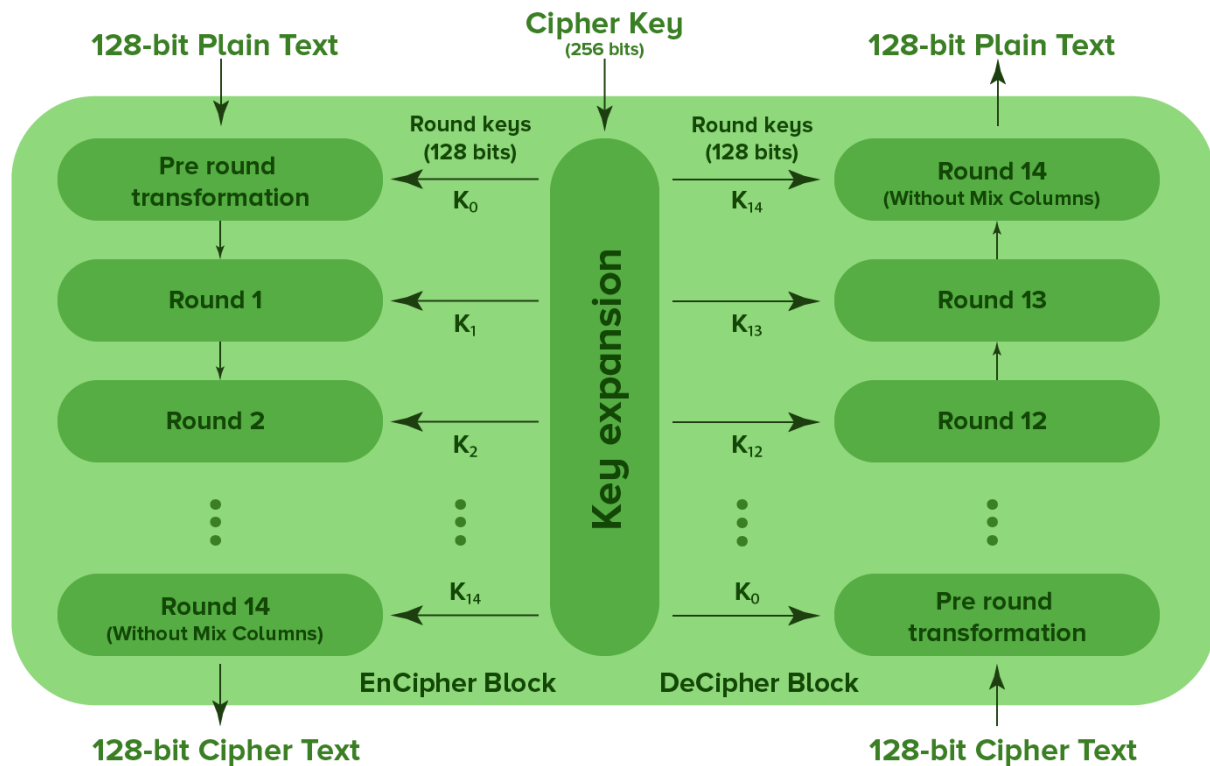 128-bit Plain Text
Cipher Key
(256 bits)
128-bit Plain Text
Round keys
(128 bits)
Round keys
(128 bits)
Pre round
transformation
K₀
K₁₄
Round 14
(Without Mix Columns)
Round 1
K₁
Key expansion
K₁₃
Round 13
Round 2
K₂
K₁₂
Round 12
Round 14
(Without Mix Columns)
K₁₄
K₀
Pre round
transformation
EnCipher Block
DeCipher Block
128-bit Cipher Text
128-bit Cipher Text